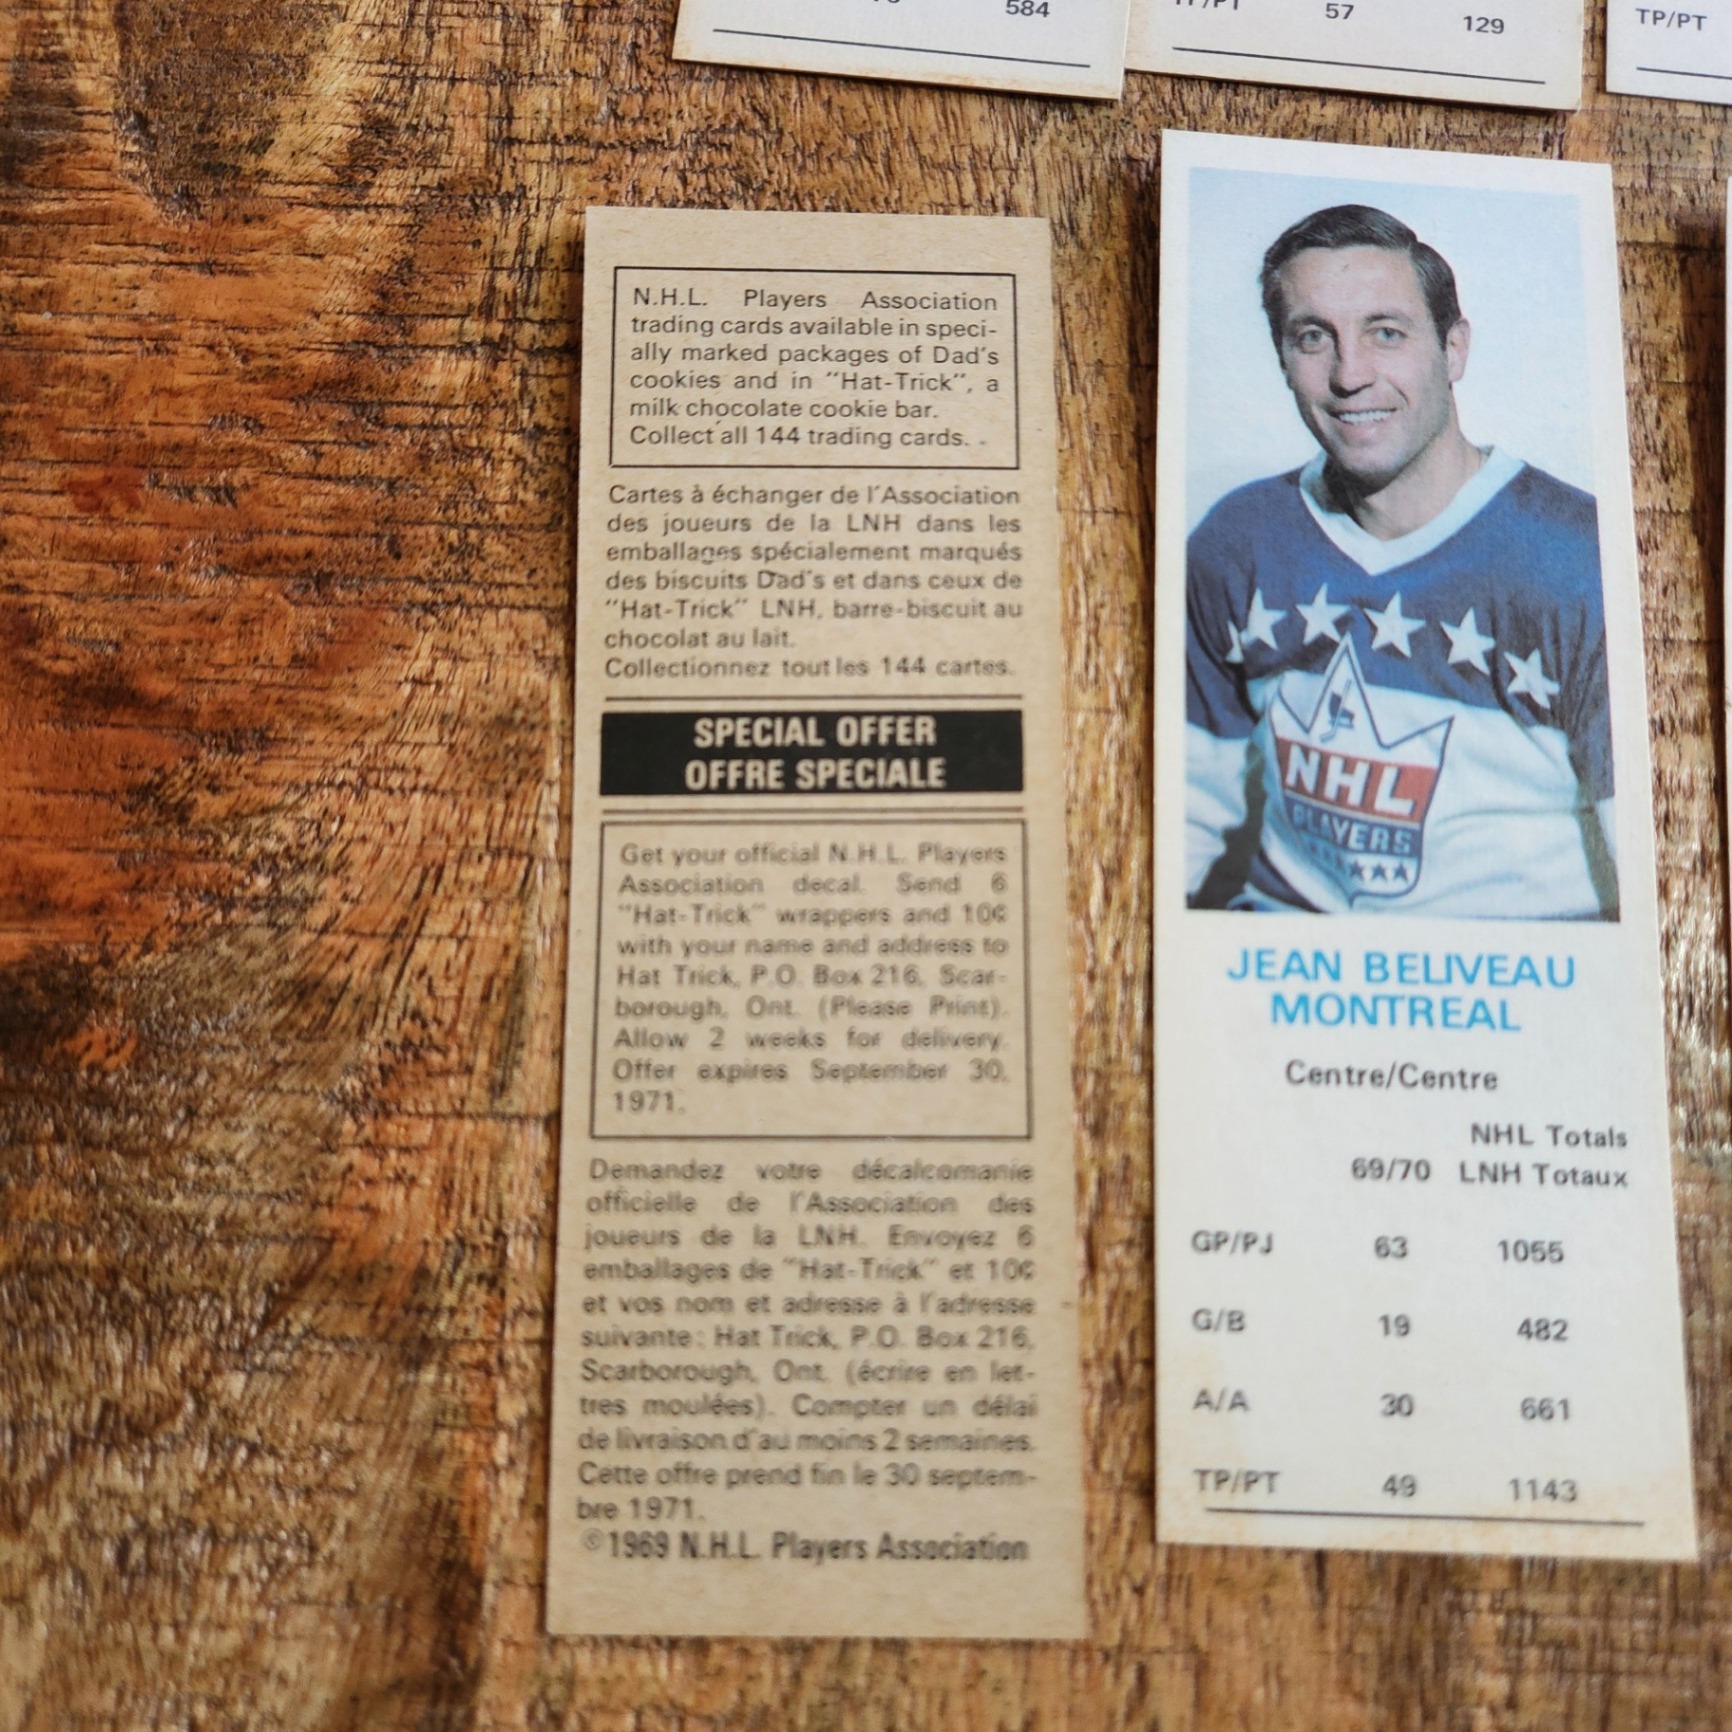 584
57 129
TP/PT
N.H.L. Players Association
trading cards available in speci-
ally marked packages of Dad's
cookies and in "Hat-Trick", a
milk chocolate cookie bar.
Collect all 144 trading cards.
Cartes à échanger de l'Association
des joueurs de la LNH dans les
emballages spécialement marqués
des biscuits Dad's et dans ceux de
"Hat-Trick" LNH, barre-biscuit au
chocolat au lait.
Collectionnez tout les 144 cartes.
SPECIAL OFFER
OFFRE SPECIALE
Get your official N.H.L. Players
Association decal. Send 6
"Hat-Trick" wrappers and 10¢
with your name and address to
Hat Trick, P.O. Box 216, Scar-
borough, Ont. (Please Print).
Allow 2 weeks for delivery.
Offer expires September 30,
1971.
Demandez votre décalcomanie
officielle de l'Association des
joueurs de la LNH. Envoyez 6
emballages de "Hat-Trick" et 10¢
et vos nom et adresse à l'adresse
suivante: Hat Trick, P.O. Box 216,
Scarborough, Ont. (écrire en let-
tres moulées). Compter un délai
de livraison d'au moins 2 semaines.
Cette offre prend fin le 30 septem-
bre 1971.
©1969 N.H.L. Players Association
NHL
PLAYERS
JEAN BELIVEAU
MONTREAL
Centre/Centre
NHL Totals
69/70 LNH Totaux
GP/PJ 63 1055
G/B 19 482
A/A 30 661
TP/PT 49 1143